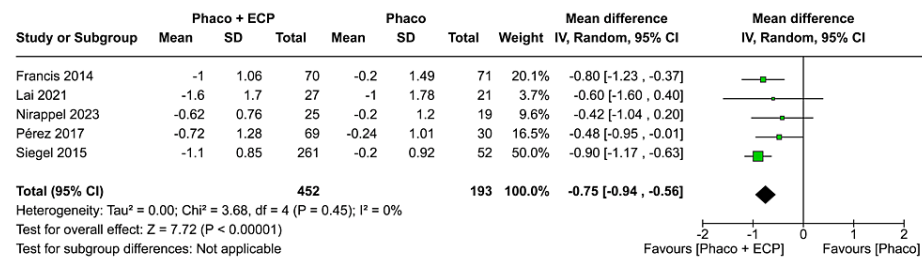 Phaco + ECP Phaco Mean difference Mean difference
Study or Subgroup Mean SD Total Mean SD Total Weight IV, Random, 95% CI IV, Random, 95% CI
Francis 2014 -1 1.06 70 -0.2 1.49 71 20.1% -0.80 [-1.23 , -0.37]
Lai 2021 -1.6 1.7 27 -1 1.78 21 3.7% -0.60 [-1.60 , 0.40]
Nirappel 2023 -0.62 0.76 25 -0.2 1.2 19 9.6% -0.42 [-1.04 , 0.20]
Pérez 2017 -0.72 1.28 69 -0.24 1.01 30 16.5% -0.48 [-0.95 , -0.01]
Siegel 2015 -1.1 0.85 261 -0.2 0.92 52 50.0% -0.90 [-1.17 , -0.63]
Total (95% CI) 452 193 100.0% -0.75 [-0.94 , -0.56]
Heterogeneity: Tau² = 0.00; Chi² = 3.68, df = 4 (P = 0.45); I² = 0%
Test for overall effect: Z = 7.72 (P < 0.00001)
Test for subgroup differences: Not applicable
-2 -1 0 1 2
Favours [Phaco + ECP] Favours [Phaco]